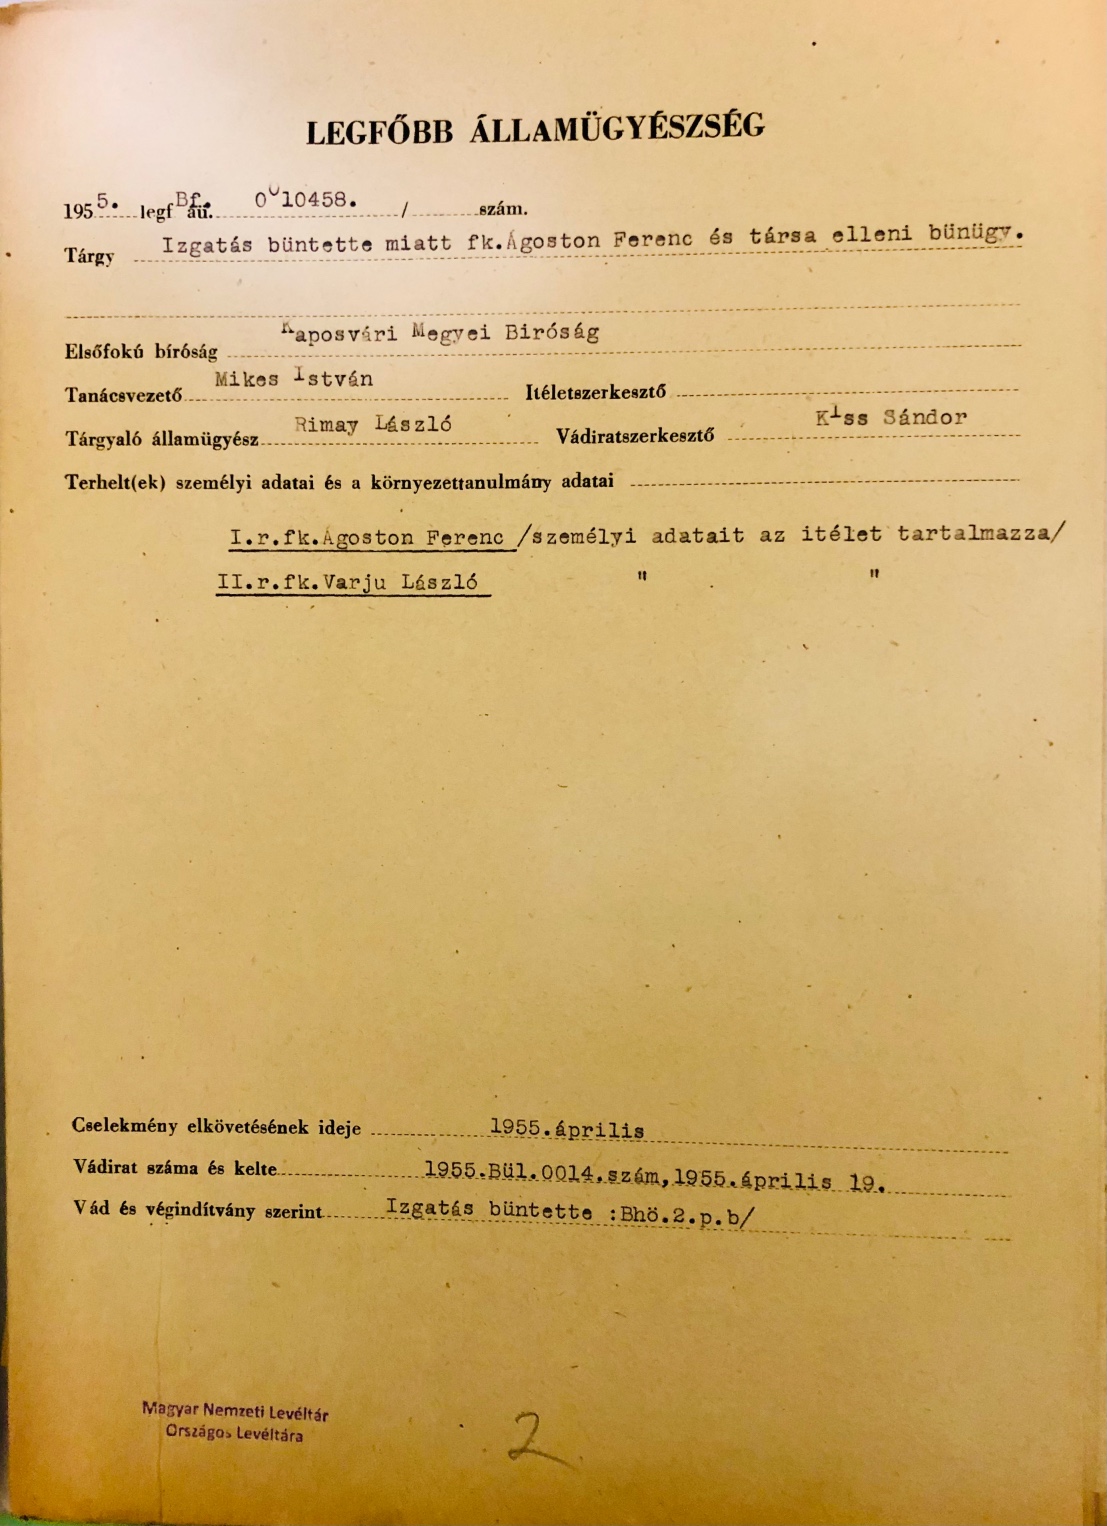 LEGFŐBB ÁLLAMÜGYÉSZSÉG
1955. legf Bf. áü. 0010458. / szám.
Tárgy Izgatás büntette miatt fk.Ágoston Ferenc és társa elleni bünügy.
Elsőfokú bíróság Kaposvári Megyei Biróság
Tanácsvezető Mikes István Itéletszerkesztő
Tárgyaló államügyész Rimay László Vádiratszerkesztő Kiss Sándor
Terhelt(ek) személyi adatai és a környezettanulmány adatai
I.r.fk.Ágoston Ferenc /személyi adatait az itélet tartalmazza/
II.r.fk.Varju László " "
Cselekmény elkövetésének ideje 1955.április
Vádirat száma és kelte 1955.Bül.0014.szám,1955.április 19.
Vád és végindítvány szerint Izgatás büntette :Bhö.2.p.b/
Magyar Nemzeti Levéltár
Országos Levéltára
2